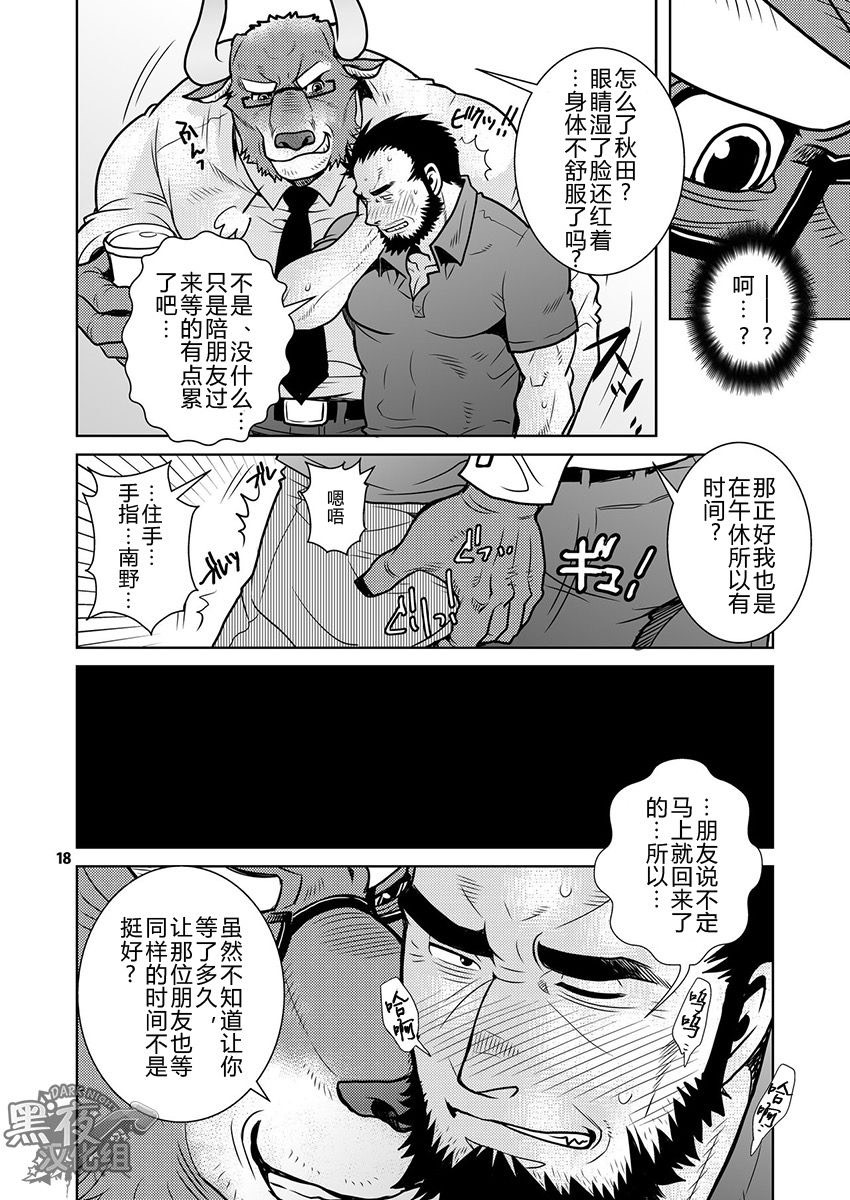 ——？
呵…？
怎么了秋田？
眼睛湿了脸还红着
…身体不舒服了吗？
不是、没什么…
只是陪朋友过
来等的有点累
了吧…
那正好我也是
在午休所以有
时间？
嗯唔
…住手…
手指…南野…
…朋友说不定
马上就回来了
的…所以…
虽然不知道让你
等了多久，
让那位朋友也等
同样的时间不是
挺好？
呜呜
哈啊
哈啊
18
DARK NIGHT
黑夜
汉化组